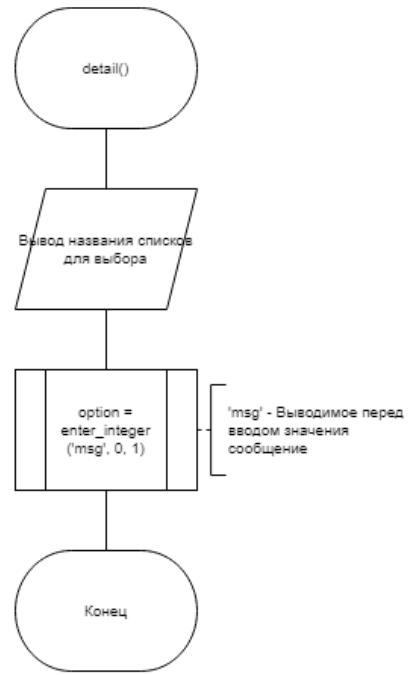 detail()
Вывод названия списков
для выбора
option =
enter_integer
('msg', 0, 1)
'msg' - Выводимое перед
вводом значения
сообщение
Конец